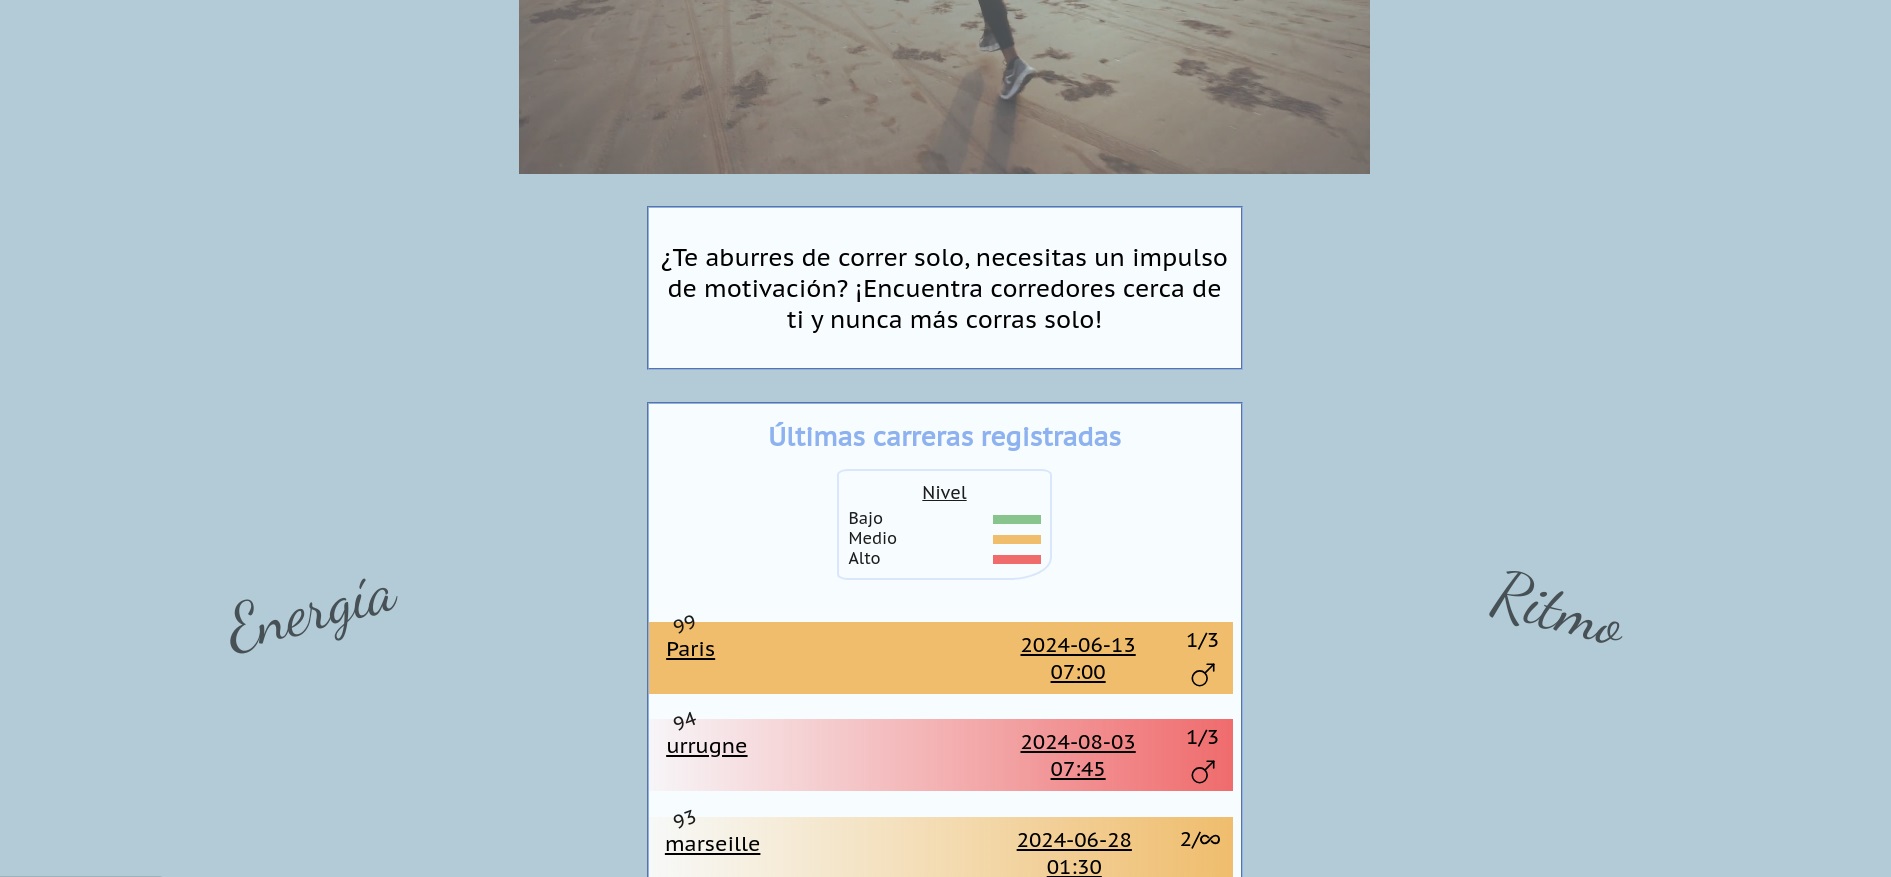 ¿Te aburres de correr solo, necesitas un impulso
de motivación? ¡Encuentra corredores cerca de
ti y nunca más corras solo!
Últimas carreras registradas
Nivel
Bajo
Medio
Alto
Energía
Ritmo
99
Paris
2024-06-13
07:00
1/3
♂
94
urrugne
2024-08-03
07:45
1/3
♂
93
marseille
2024-06-28
01:30
2/∞